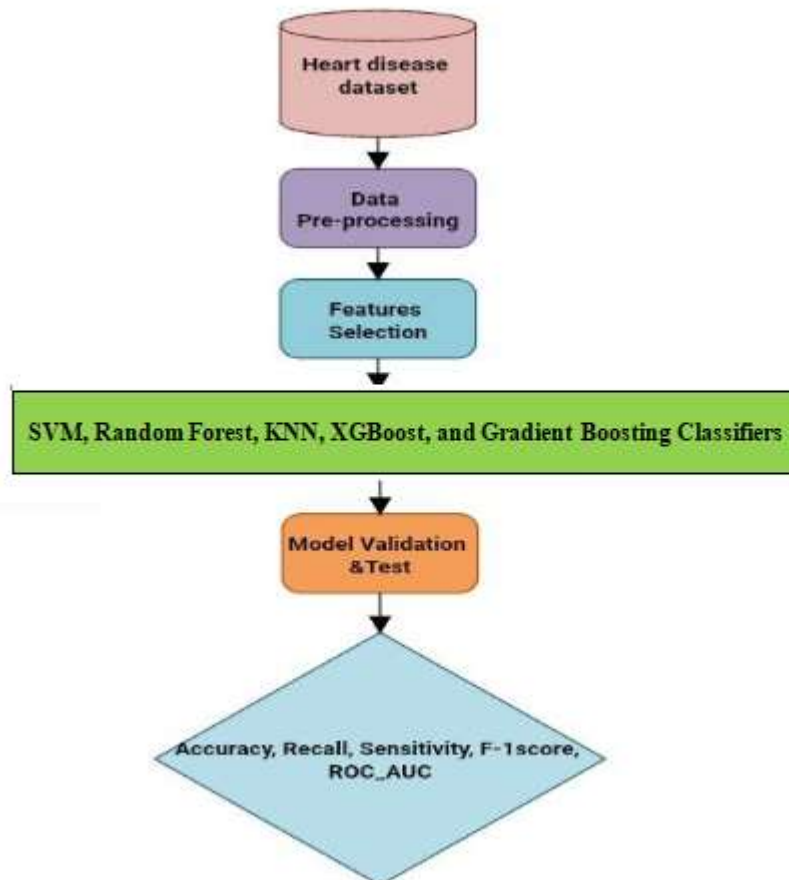 Heart disease
dataset
Data
Pre-processing
Features
Selection
SVM, Random Forest, KNN, XGBoost, and Gradient Boosting Classifiers
Model Validation
&Test
Accuracy, Recall, Sensitivity, F-1score,
ROC_AUC